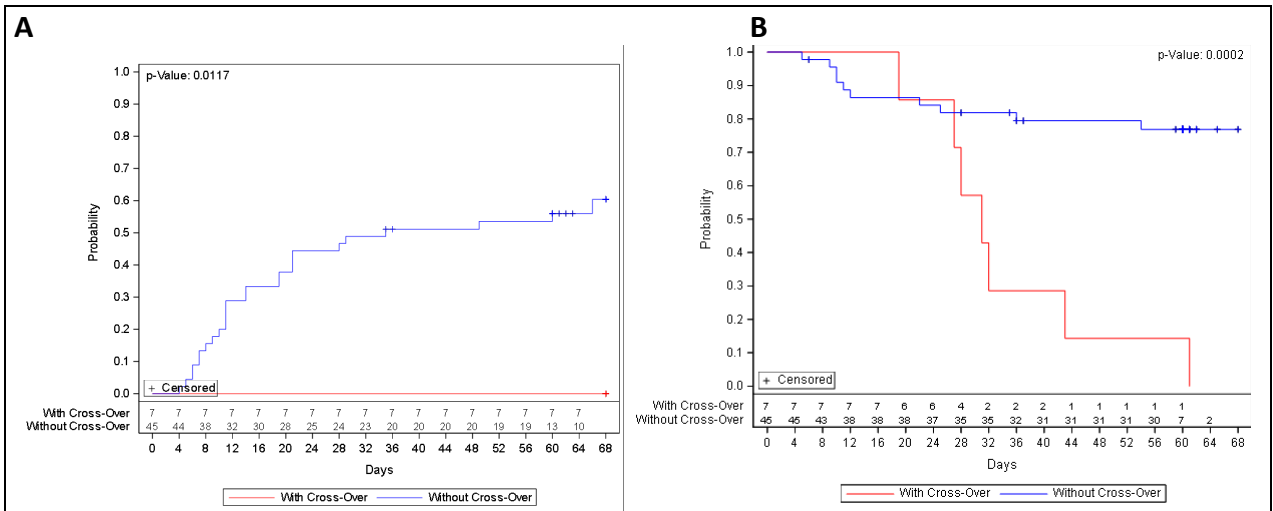 A
p-Value: 0.0117
1.0
0.9
0.8
0.7
0.6
0.5
0.4
0.3
0.2
0.1
0.0
Probability
+ Censored
With Cross-Over 7 7 7 7 7 7 7 7 7 7 7 7 7 7 7 7 7
Without Cross-Over 45 44 38 32 30 28 25 24 23 20 20 20 19 19 19 13 10
0 4 8 12 16 20 24 28 32 36 40 44 48 52 56 60 64 68
Days
With Cross-Over Without Cross-Over
B
p-Value: 0.0002
1.0
0.9
0.8
0.7
0.6
0.5
0.4
0.3
0.2
0.1
0.0
Probability
+ Censored
With Cross-Over 7 7 7 7 7 6 6 4 2 2 2 1 1 1 1 1
Without Cross-Over 45 45 43 38 38 38 37 35 35 32 31 31 31 31 30 7 2
0 4 8 12 16 20 24 28 32 36 40 44 48 52 56 60 64 68
Days
With Cross-Over Without Cross-Over